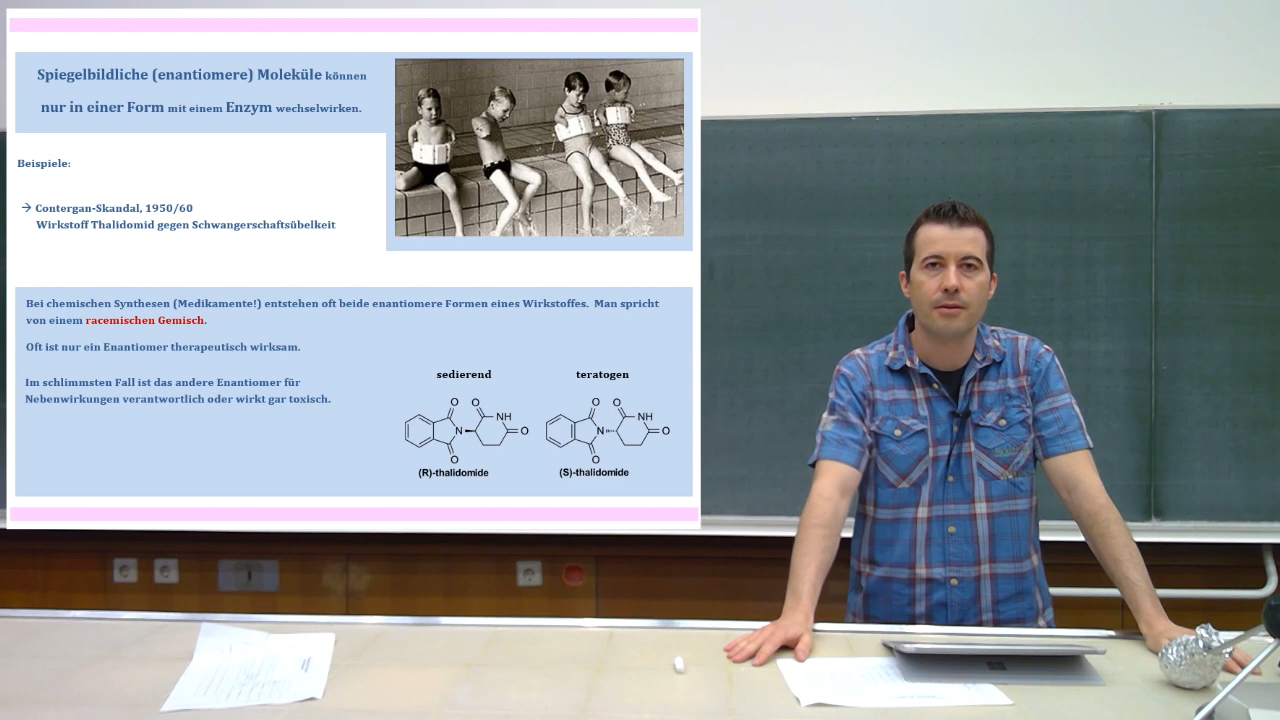 Spiegelbildliche (enantiomere) Moleküle können
nur in einer Form mit einem Enzym wechselwirken.
Beispiele:
→ Contergan-Skandal, 1950/60
Wirkstoff Thalidomid gegen Schwangerschaftsübelkeit
Bei chemischen Synthesen (Medikamente!) entstehen oft beide enantiomere Formen eines Wirkstoffes. Man spricht
von einem racemischen Gemisch.
Oft ist nur ein Enantiomer therapeutisch wirksam.
Im schlimmsten Fall ist das andere Enantiomer für
Nebenwirkungen verantwortlich oder wirkt gar toxisch.
sedierend teratogen
O O NH N O O
O O NH N O O
(R)-thalidomide (S)-thalidomide